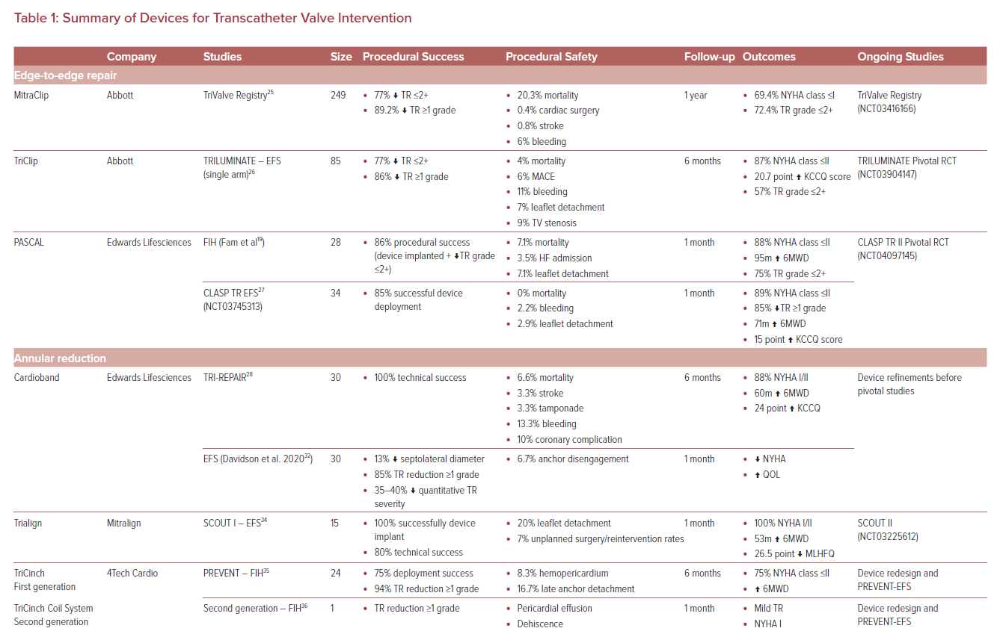 Table 1: Summary of Devices for Transcatheter Valve Intervention
Company Studies Size Procedural Success Procedural Safety Follow-up Outcomes Ongoing Studies
Edge-to-edge repair
MitraClip Abbott TriValve Registry25 249 • 77% ⬇ TR ≤2+ • 20.3% mortality 1 year • 69.4% NYHA class ≤I TriValve Registry
• 89.2% ⬇ TR ≥1 grade • 0.4% cardiac surgery • 72.4% TR grade ≤2+ (NCT03416166)
• 0.8% stroke
• 6% bleeding
TriClip Abbott TRILUMINATE – EFS 85 • 77% ⬇ TR ≤2+ • 4% mortality 6 months • 87% NYHA class ≤II TRILUMINATE Pivotal RCT
(single arm)26 • 86% ⬇ TR ≥1 grade • 6% MACE • 20.7 point ⬆ KCCQ score (NCT03904147)
• 11% bleeding • 57% TR grade ≤2+
• 7% leaflet detachment
• 9% TV stenosis
PASCAL Edwards Lifesciences FIH (Fam et al19) 28 • 86% procedural success • 7.1% mortality 1 month • 88% NYHA class ≤II CLASP TR II Pivotal RCT
(device implanted + ⬇TR grade • 3.5% HF admission • 95m ⬆ 6MWD (NCT04097145)
≤2+) • 7.1% leaflet detachment • 75% TR grade ≤2+
CLASP TR EFS27 34 • 85% successful device • 0% mortality 1 month • 89% NYHA class ≤II
(NCT03745313) deployment • 2.2% bleeding • 85% ⬇TR ≥1 grade
• 2.9% leaflet detachment • 71m ⬆ 6MWD
• 15 point ⬆ KCCQ score
Annular reduction
Cardioband Edwards Lifesciences TRI-REPAIR28 30 • 100% technical success • 6.6% mortality 6 months • 88% NYHA I/II Device refinements before
• 3.3% stroke • 60m ⬆ 6MWD pivotal studies
• 3.3% tamponade • 24 point ⬆ KCCQ
• 13.3% bleeding
• 10% coronary complication
EFS (Davidson et al. 202032) 30 • 13% ⬇ septolateral diameter • 6.7% anchor disengagement 1 month • ⬇ NYHA
• 85% TR reduction ≥1 grade • ⬆ QOL
• 35–40% ⬇ quantitative TR
severity
Trialign Mitralign SCOUT I – EFS34 15 • 100% successfully device • 20% leaflet detachment 1 month • 100% NYHA I/II SCOUT II
implant • 7% unplanned surgery/reintervention rates • 53m ⬆ 6MWD (NCT03225612)
• 80% technical success • 26.5 point ⬇ MLHFQ
TriCinch 4Tech Cardio PREVENT – FIH35 24 • 75% deployment success • 8.3% hemopericardium 6 months • 75% NYHA class ≤II Device redesign and
First generation • 94% TR reduction ≥1 grade • 16.7% late anchor detachment • ⬆ 6MWD PREVENT-EFS
TriCinch Coil System Second generation – FIH36 1 • TR reduction ≥1 grade • Pericardial effusion 1 month • Mild TR Device redesign and
Second generation • Dehiscence • NYHA I PREVENT-EFS